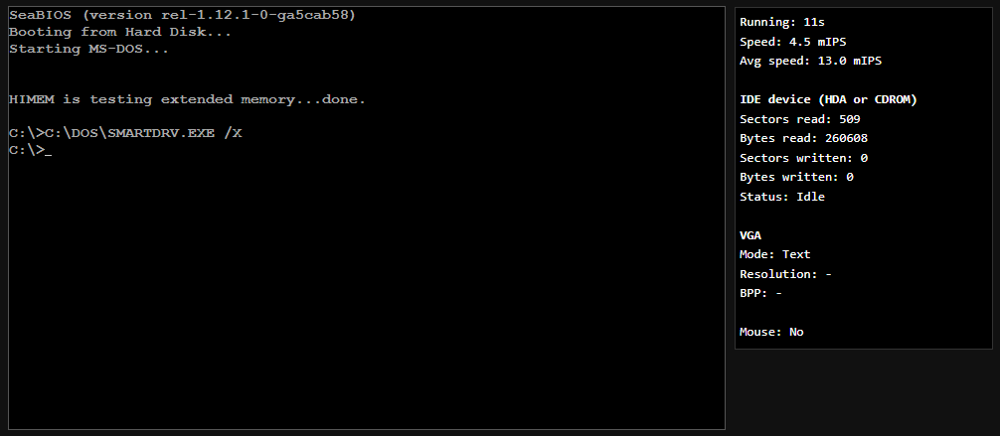 SeaBIOS (version rel-1.12.1-0-ga5cab58)
Booting from Hard Disk...
Starting MS-DOS...
HIMEM is testing extended memory...done.
C:\>C:\DOS\SMARTDRV.EXE /X
C:\>_
Running: 11s
Speed: 4.5 mIPS
Avg speed: 13.0 mIPS
IDE device (HDA or CDROM)
Sectors read: 509
Bytes read: 260608
Sectors written: 0
Bytes written: 0
Status: Idle
VGA
Mode: Text
Resolution: -
BPP: -
Mouse: No